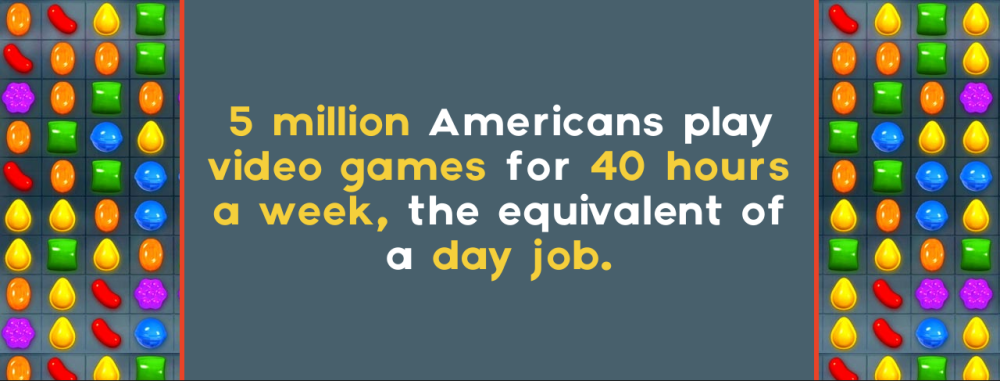 5 million Americans play
video games for 40 hours
a week, the equivalent of
a day job.